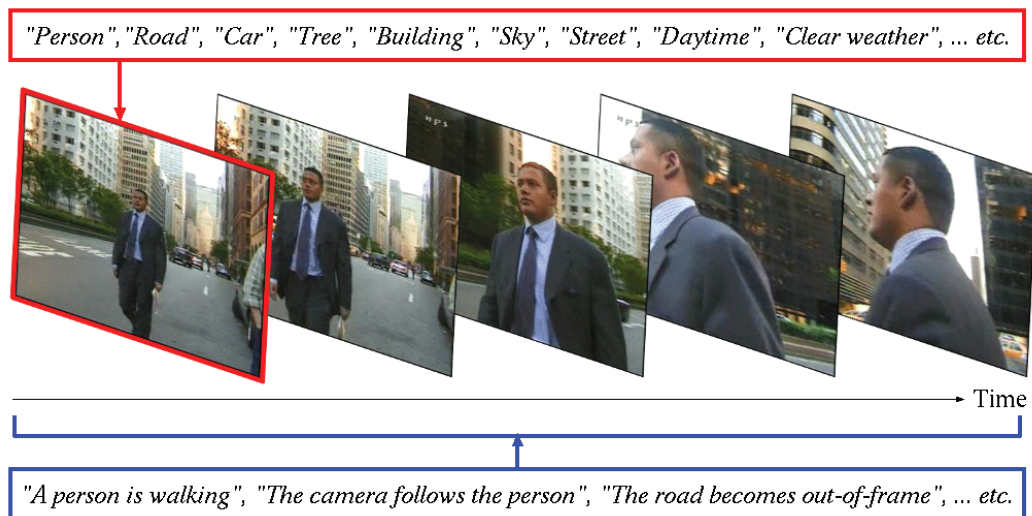 "Person", "Road", "Car", "Tree", "Building", "Sky", "Street", "Daytime", "Clear weather", ... etc.
Time
"A person is walking", "The camera follows the person", "The road becomes out-of-frame", ... etc.